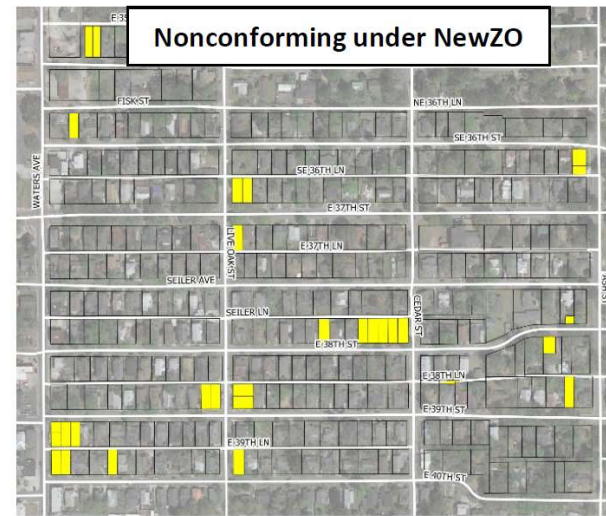 Nonconforming under NewZO
FISK ST
NE 36TH LN
SE 36TH ST
SE 36TH LN
WATERS AVE
E 37TH ST
LIVE OAK ST
E 37TH LN
SEILER AVE
SEILER LN
CEDAR ST
E 38TH ST
E 38TH LN
E 39TH ST
E 39TH LN
E 40TH ST